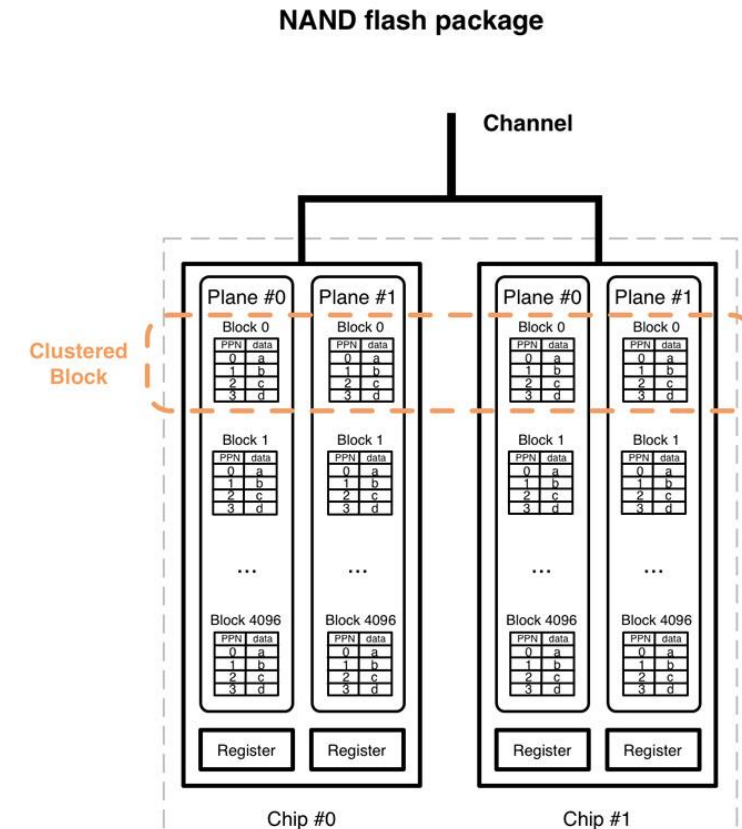 NAND flash package
Channel
Clustered
Block
Plane #0 Plane #1 Plane #0 Plane #1
Block 0 Block 0 Block 0 Block 0
PPN data PPN data PPN data PPN data
0 a 0 a 0 a 0 a
1 b 1 b 1 b 1 b
2 c 2 c 2 c 2 c
3 d 3 d 3 d 3 d
Block 1 Block 1 Block 1 Block 1
PPN data PPN data PPN data PPN data
0 a 0 a 0 a 0 a
1 b 1 b 1 b 1 b
2 c 2 c 2 c 2 c
3 d 3 d 3 d 3 d
... ... ... ...
Block 4096 Block 4096 Block 4096 Block 4096
PPN data PPN data PPN data PPN data
0 a 0 a 0 a 0 a
1 b 1 b 1 b 1 b
2 c 2 c 2 c 2 c
3 d 3 d 3 d 3 d
Register Register Register Register
Chip #0 Chip #1